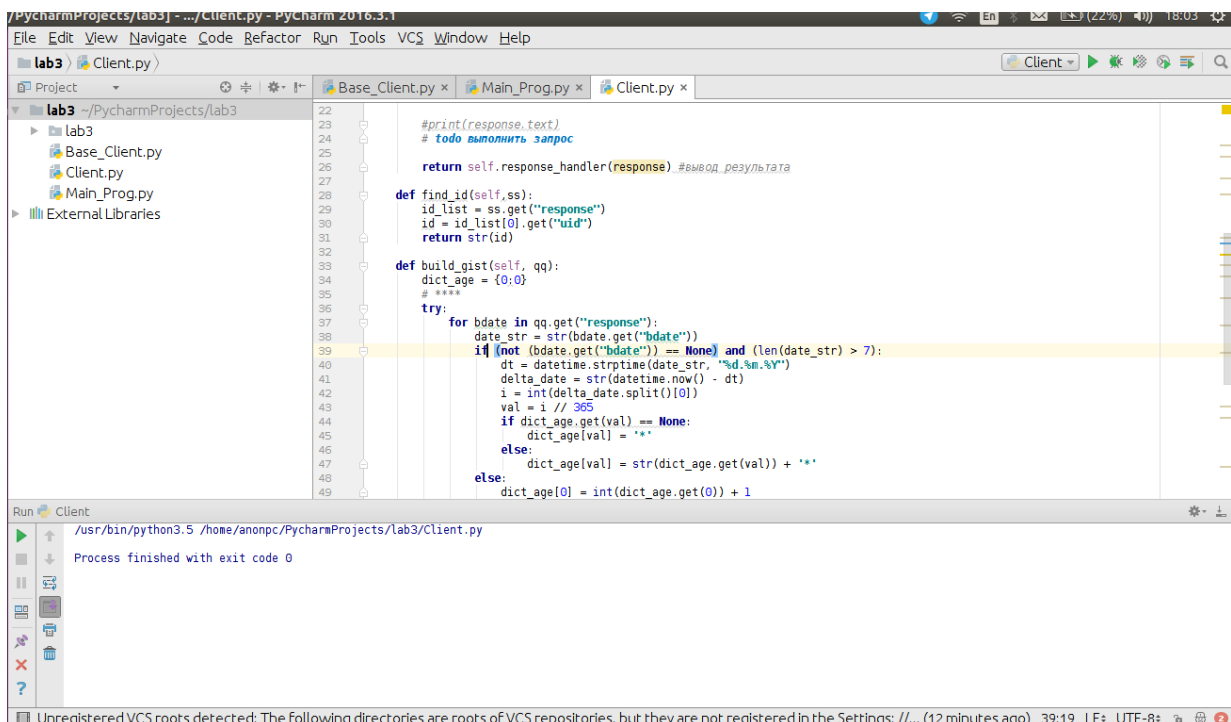 /PycharmProjects/lab3] - .../Client.py - PyCharm 2016.3.1
En (22%) 18:03
File Edit View Navigate Code Refactor Run Tools VCS Window Help
lab3 Client.py Client
Project Base_Client.py × Main_Prog.py × Client.py ×
lab3 ~/PycharmProjects/lab3
lab3
Base_Client.py
Client.py
Main_Prog.py
External Libraries
22
23 #print(response.text)
24 # todo выполнить запрос
25
26 return self.response_handler(response) #вывод результата
27
28 def find_id(self,ss):
29 id_list = ss.get("response")
30 id = id_list[0].get("uid")
31 return str(id)
32
33 def build_gist(self, qq):
34 dict_age = {0:0}
35 # ****
36 try:
37 for bdate in qq.get("response"):
38 date_str = str(bdate.get("bdate"))
39 if (not (bdate.get("bdate")) == None) and (len(date_str) > 7):
40 dt = datetime.strptime(date_str, "%d.%m.%Y")
41 delta_date = str(datetime.now() - dt)
42 i = int(delta_date.split()[0])
43 val = i // 365
44 if dict_age.get(val) == None:
45 dict_age[val] = '*'
46 else:
47 dict_age[val] = str(dict_age.get(val)) + '*'
48 else:
49 dict_age[0] = int(dict_age.get(0)) + 1
Run Client
/usr/bin/python3.5 /home/anonpc/PycharmProjects/lab3/Client.py
Process finished with exit code 0
Unregistered VCS roots detected: The following directories are roots of VCS repositories, but they are not registered in the Settings: //... (12 minutes ago) 39:19 LF÷ UTF-8÷